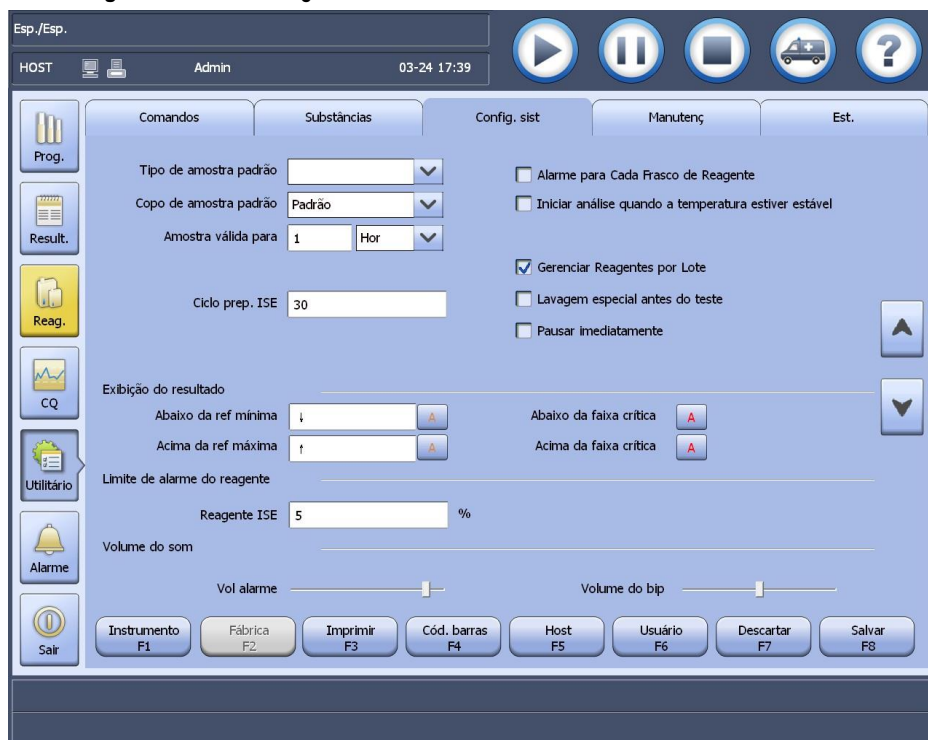 Esp./Esp.
HOST Admin 03-24 17:39
?
Comandos Substâncias Config. sist Manutenç Est.
Prog.
Result.
Reag.
CQ
Utilitário
Alarme
Sair
Tipo de amostra padrão
Copo de amostra padrão Padrão
Amostra válida para 1 Hor
Ciclo prep. ISE 30
Alarme para Cada Frasco de Reagente
Iniciar análise quando a temperatura estiver estável
Gerenciar Reagentes por Lote
Lavagem especial antes do teste
Pausar imediatamente
Exibição do resultado
Abaixo da ref mínima ↓ A Abaixo da faixa crítica A
Acima da ref máxima ↑ A Acima da faixa crítica A
Limite de alarme do reagente
Reagente ISE 5 %
Volume do som
Vol alarme Volume do bip
Instrumento Fábrica Imprimir Cód. barras Host Usuário Descartar Salvar
F1 F2 F3 F4 F5 F6 F7 F8